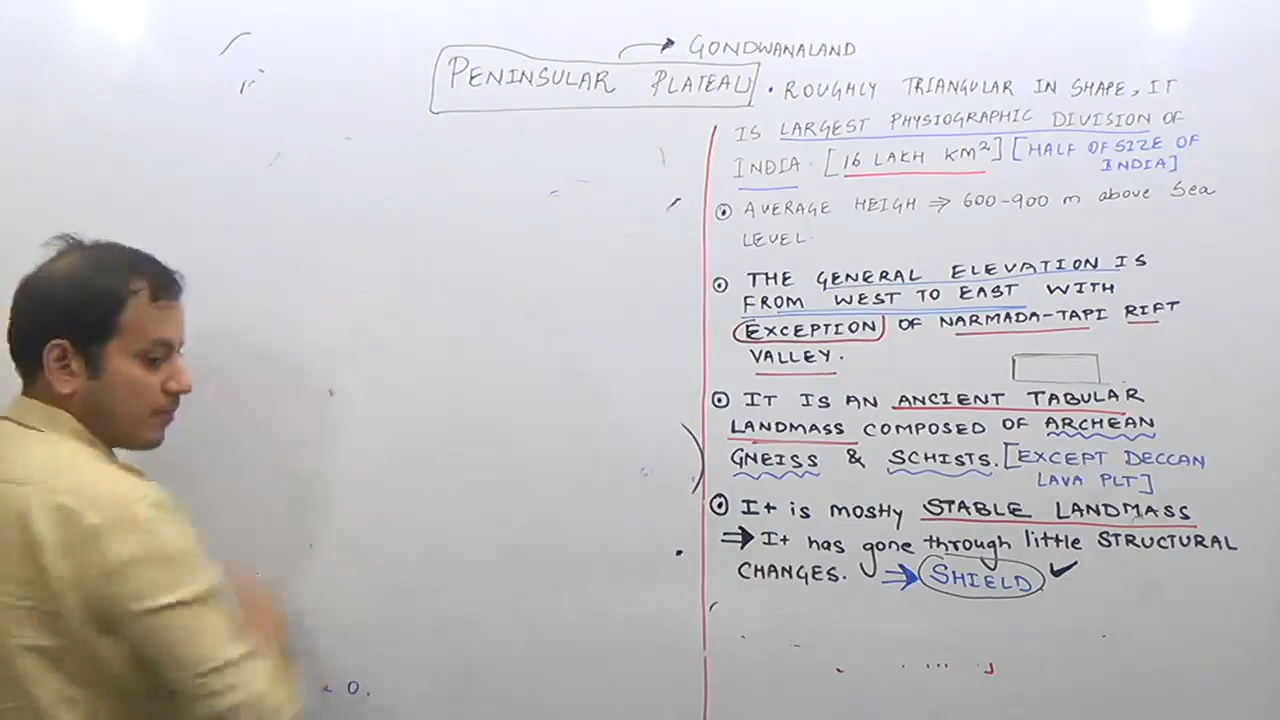 → GONDWANALAND
PENINSULAR PLATEAU • ROUGHLY TRIANGULAR IN SHAPE, IT
IS LARGEST PHYSIOGRAPHIC DIVISION OF
INDIA. [16 LAKH KM²] [HALF OF SIZE OF
INDIA]
⊙ AVERAGE HEIGH ⇒ 600-900 m above Sea
LEVEL.
⊙ THE GENERAL ELEVATION IS
FROM WEST TO EAST WITH
EXCEPTION OF NARMADA-TAPI RIFT
VALLEY.
⊙ IT IS AN ANCIENT TABULAR
LANDMASS COMPOSED OF ARCHEAN
GNEISS & SCHISTS. [EXCEPT DECCAN
LAVA PLT]
⊙ It is mostly STABLE LANDMASS
⇒ It has gone through little STRUCTURAL
CHANGES. ⇒ SHIELD ✓